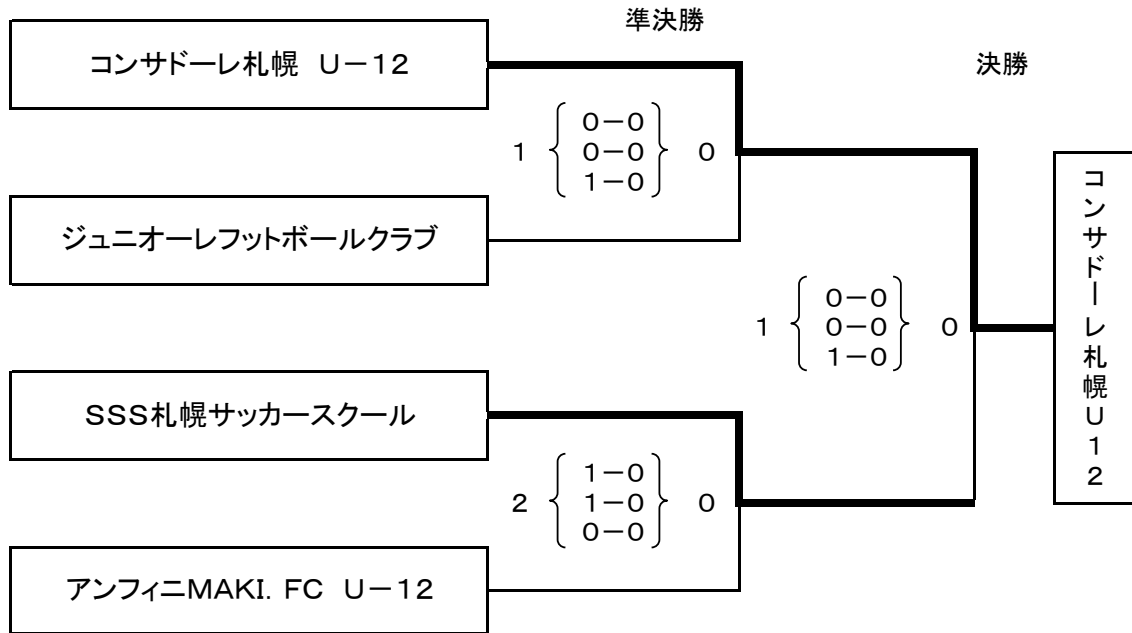 準決勝
決勝
コンサドーレ札幌 U－12
1 0－0 0
0－0
1－0
ジュニオーレフットボールクラブ
コンサドーレ札幌U12
1 0－0 0
0－0
1－0
SSS札幌サッカースクール
2 1－0 0
1－0
0－0
アンフィニMAKI．FC U－12